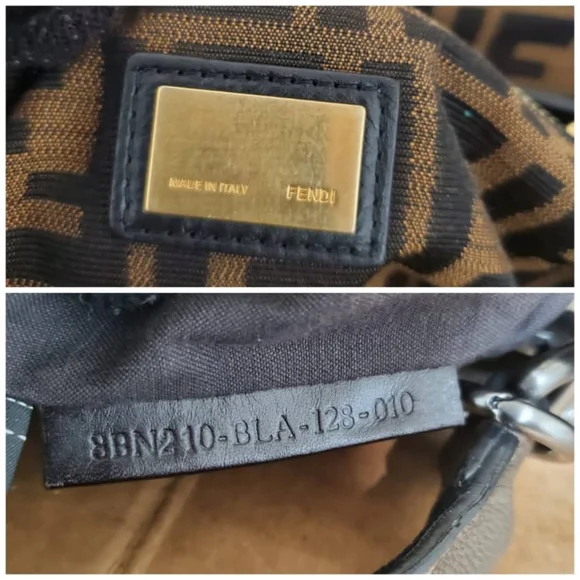 MADE IN ITALY FENDI
8BN210-BLA-128-010